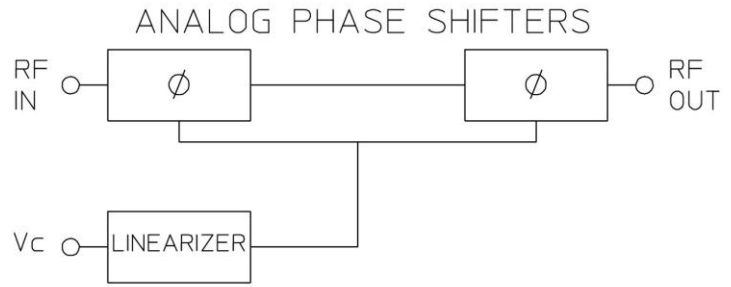 ANALOG PHASE SHIFTERS
RF
IN
Ø
Ø
RF
OUT
Vc
LINEARIZER